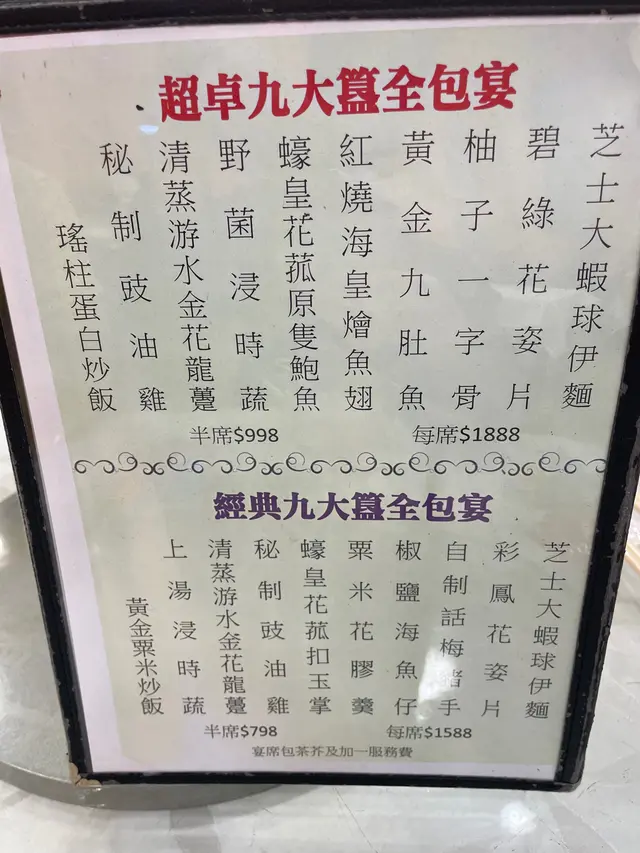 超卓九大簋全包宴
芝士大蝦球伊麵
碧綠花姿片
柚子一字骨
黃金九肚魚
紅燒海皇燴魚翅
蠔皇花菰原隻鮑魚
野菌浸時蔬
清蒸游水金花龍躉
秘制豉油雞
瑤柱蛋白炒飯
半席$998
每席$1888
經典九大簋全包宴
芝士大蝦球伊麵
彩鳳花姿片
自制話梅豬手
椒鹽海魚仔
粟米花膠羹
蠔皇花菰扣玉掌
秘制豉油雞
清蒸游水金花龍躉
上湯浸時蔬
黃金粟米炒飯
半席$798
每席$1588
宴席包茶芥及加一服務費